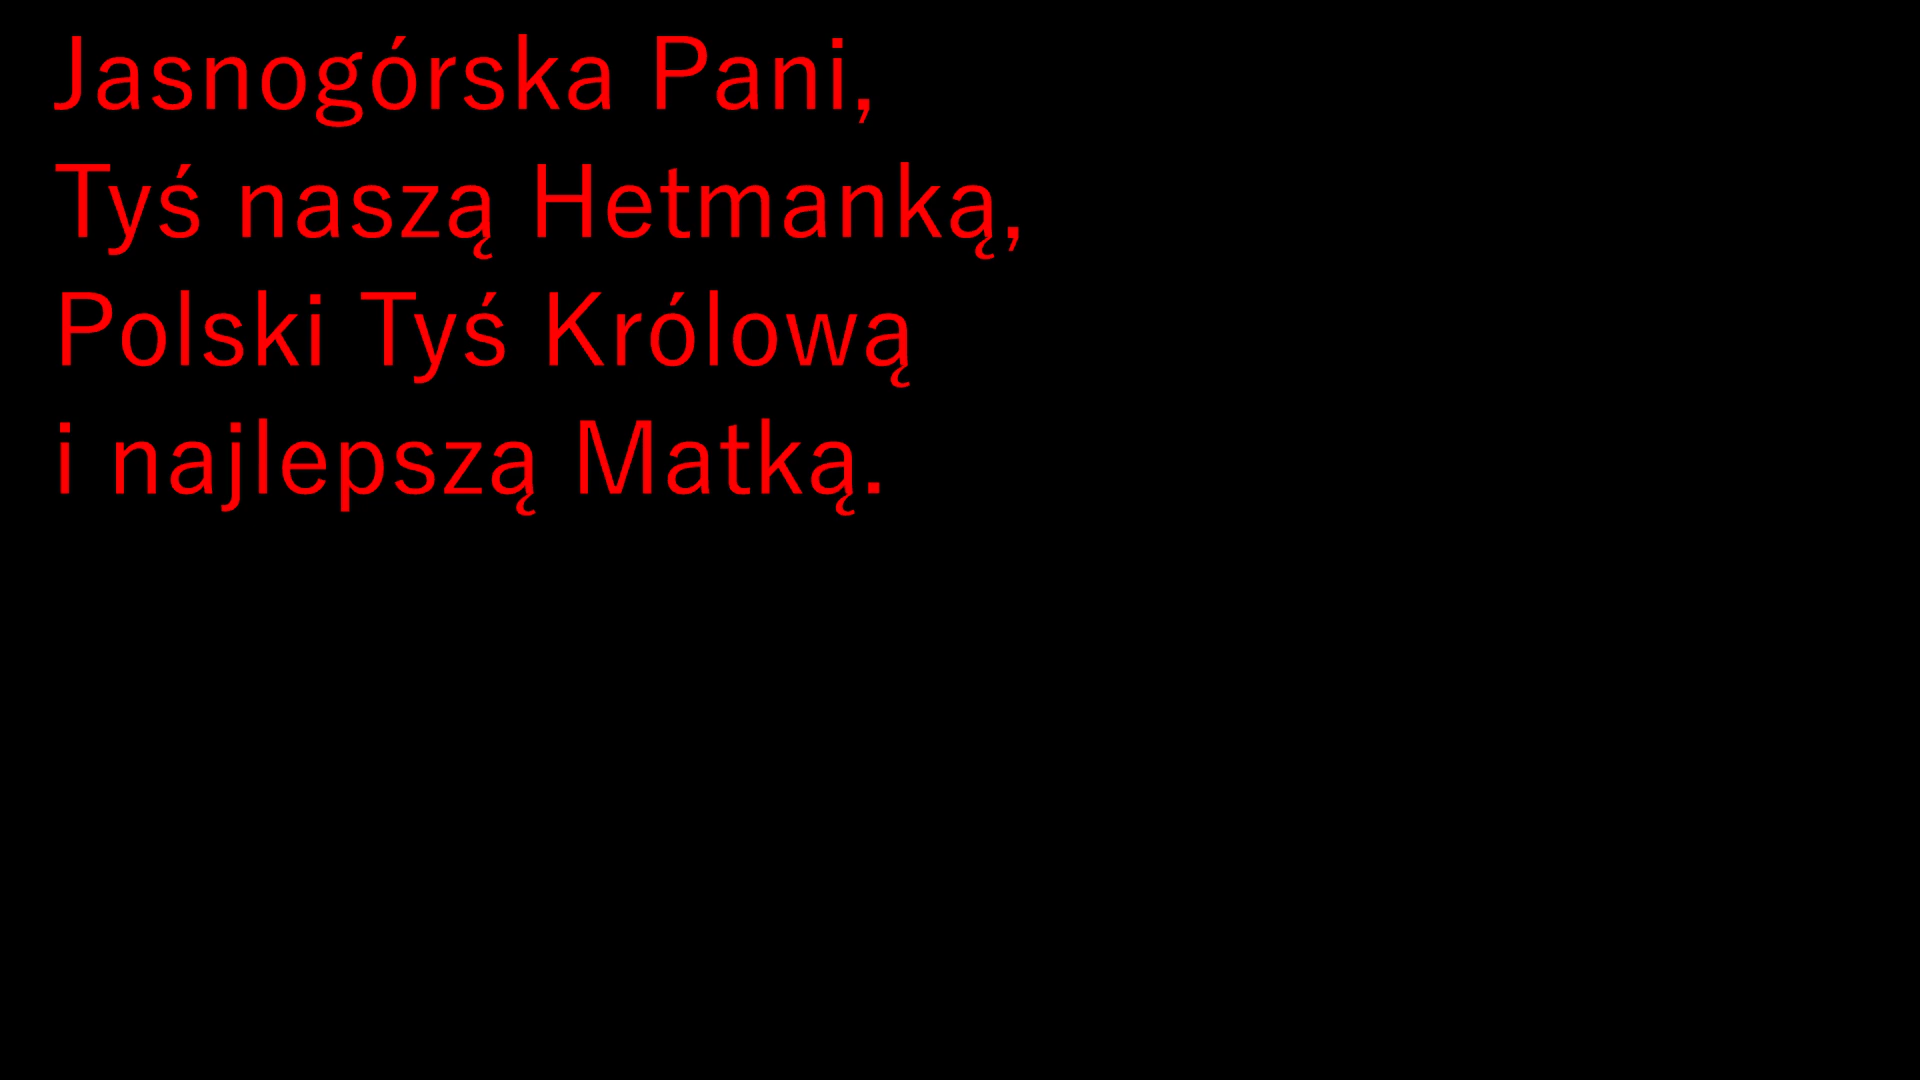 Jasnogórska Pani,
Tyś naszą Hetmanką,
Polski Tyś Królową
i najlepszą Matką.